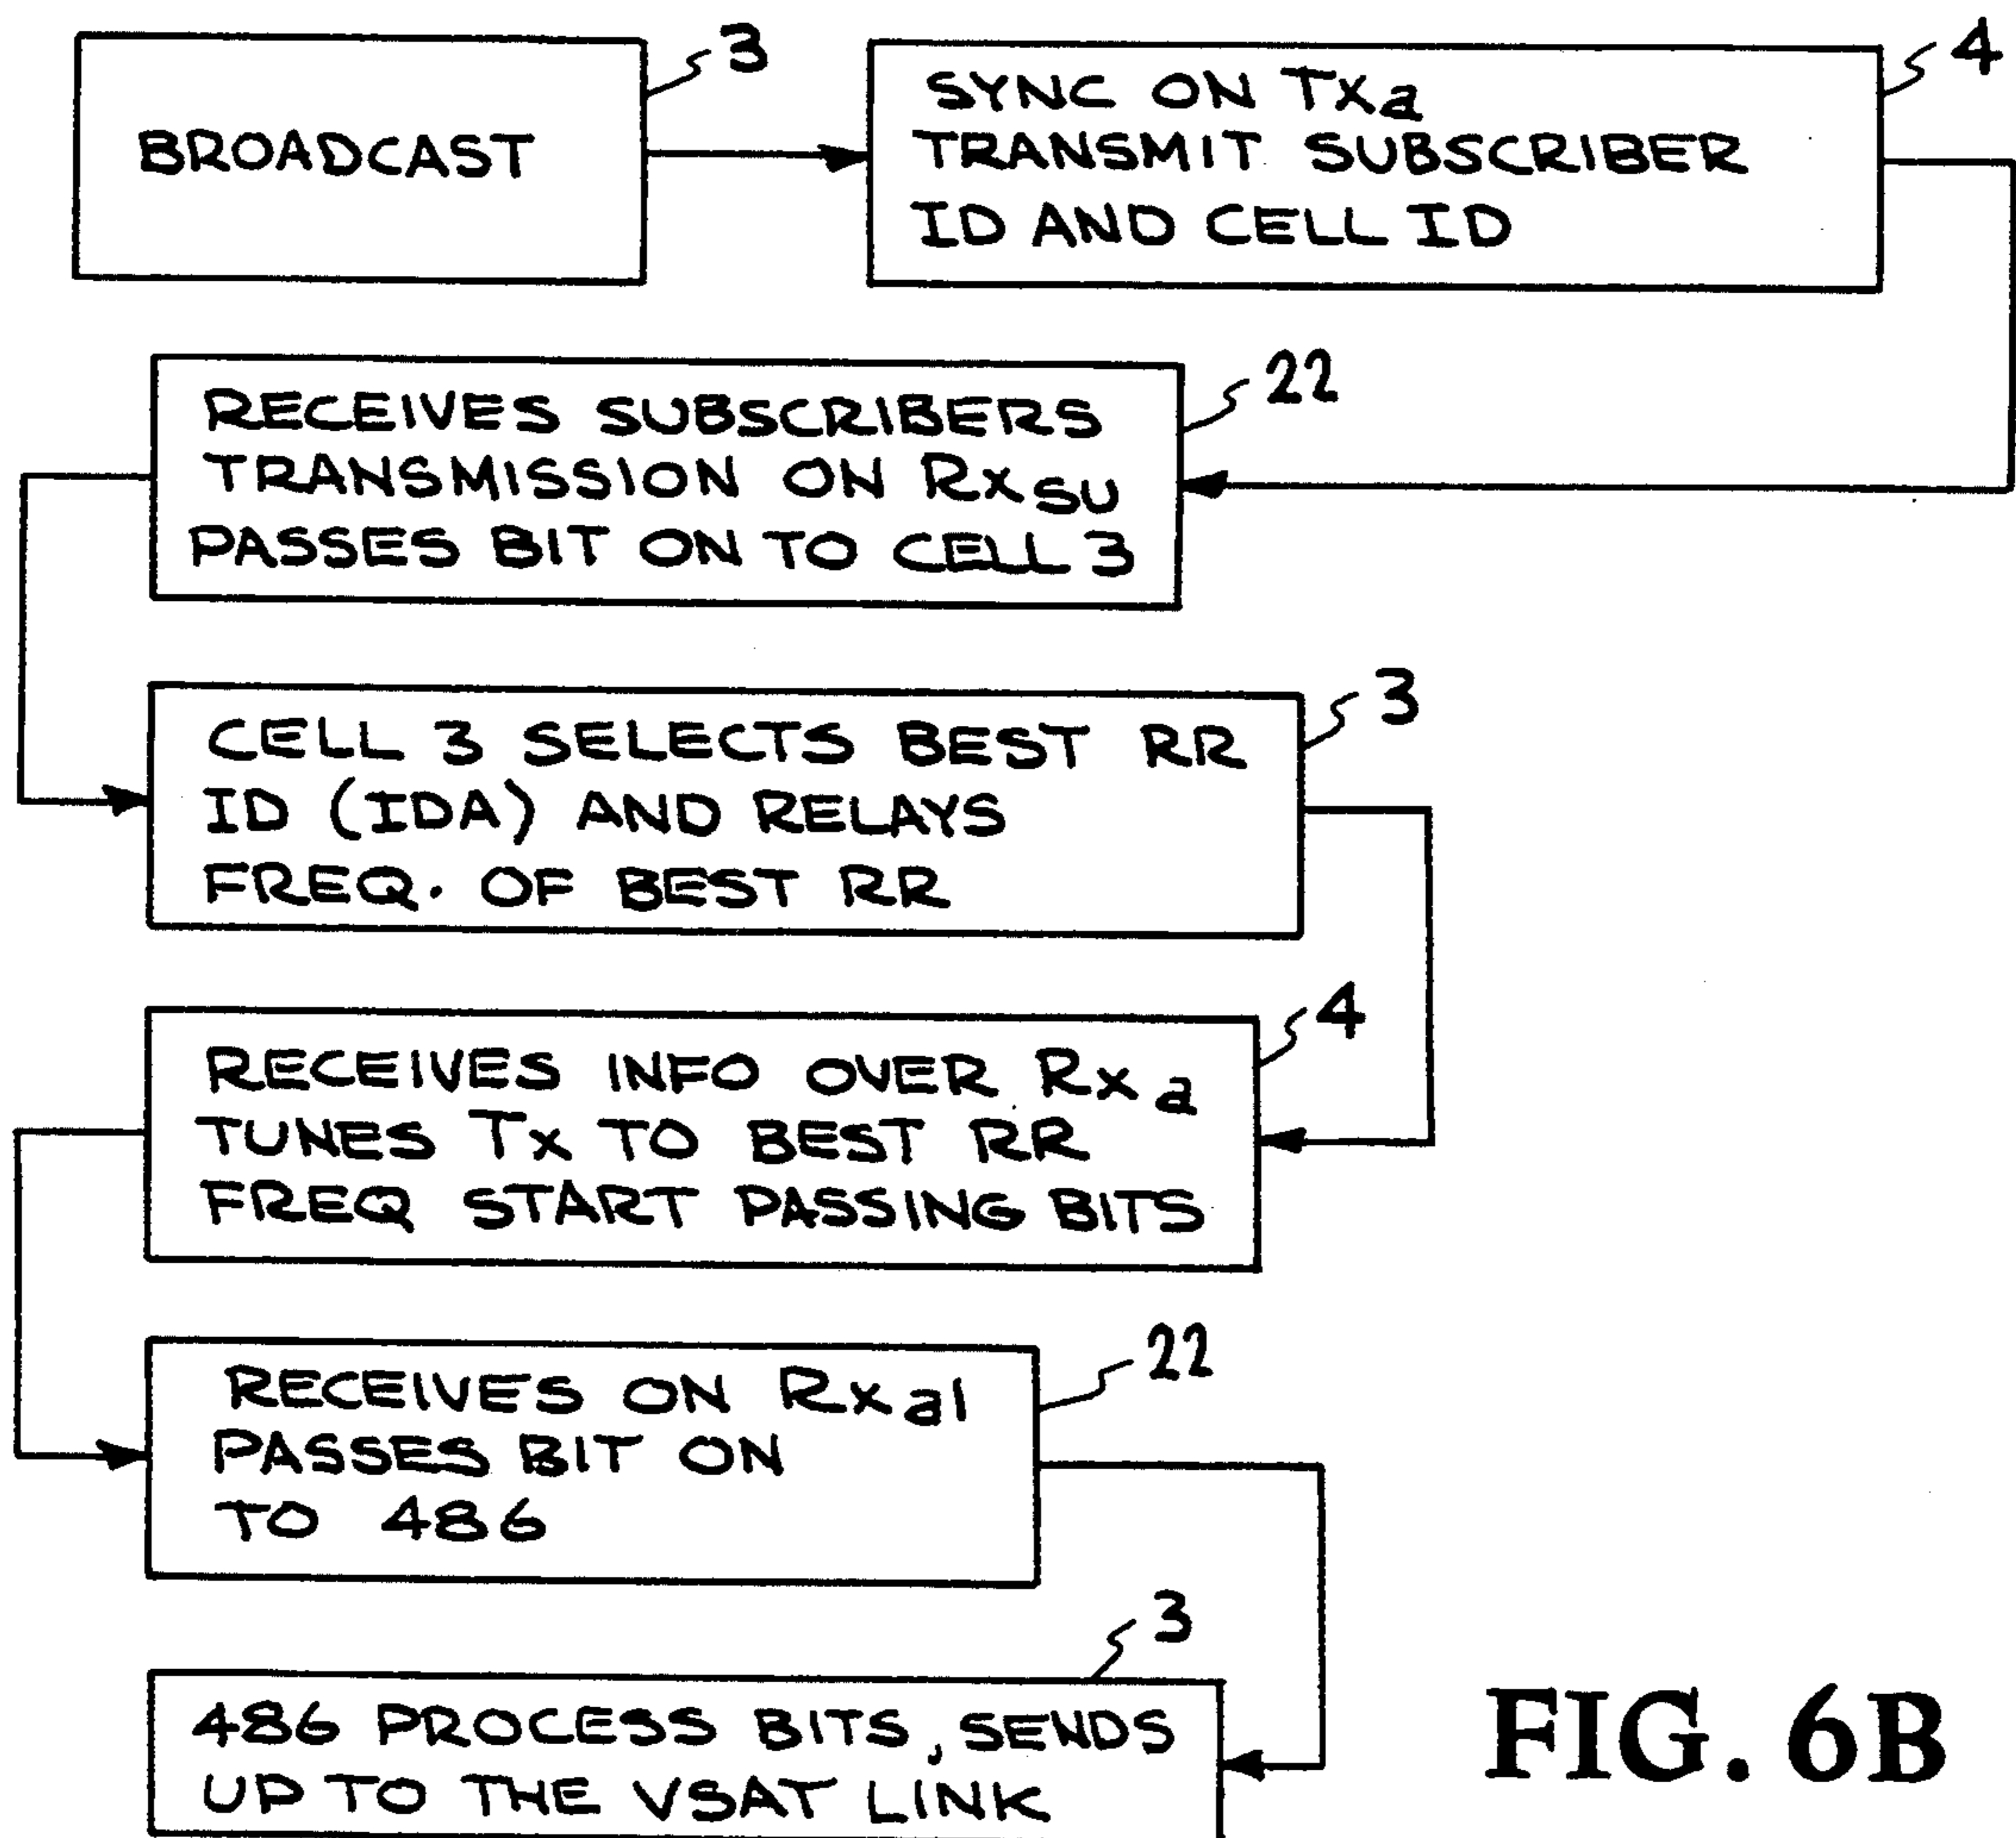 3
BROADCAST
4
SYNC ON Txa
TRANSMIT SUBSCRIBER
ID AND CELL ID
22
RECEIVES SUBSCRIBERS
TRANSMISSION ON RxSU
PASSES BIT ON TO CELL 3
3
CELL 3 SELECTS BEST RR
ID (IDA) AND RELAYS
FREQ. OF BEST RR
4
RECEIVES INFO OVER Rxa
TUNES Tx TO BEST RR
FREQ START PASSING BITS
22
RECEIVES ON Rxa1
PASSES BIT ON
TO 486
3
486 PROCESS BITS, SENDS
UP TO THE VSAT LINK
FIG. 6B